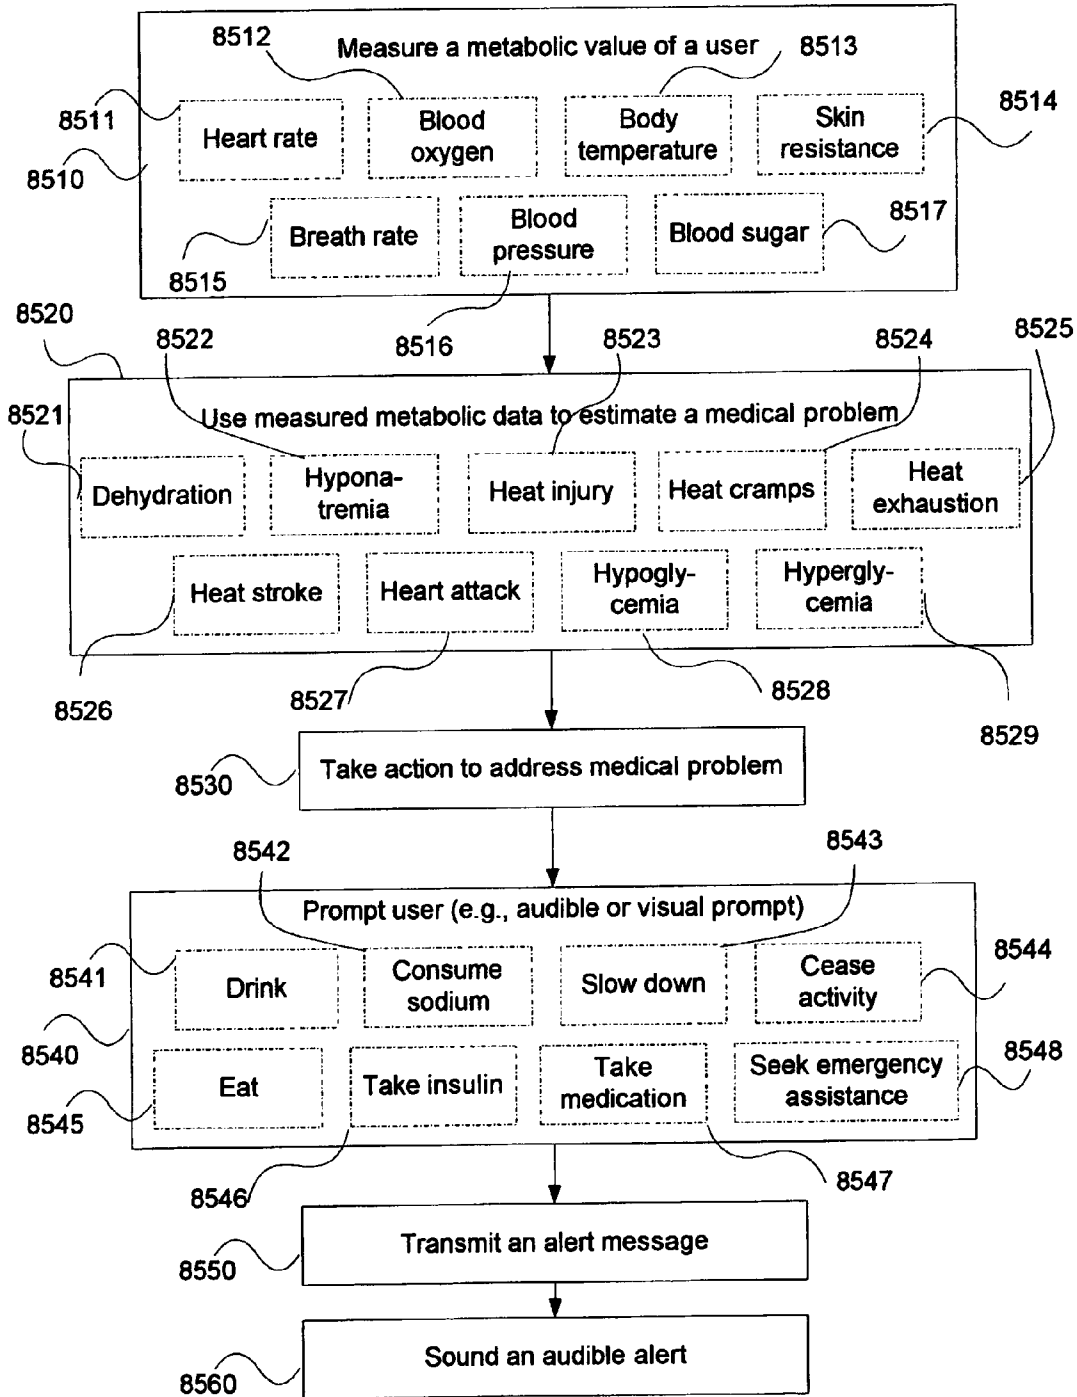 8512
Measure a metabolic value of a user
8513
8511
8514
8510
Heart rate
Blood
oxygen
Body
temperature
Skin
resistance
Breath rate
Blood
pressure
Blood sugar
8517
8515
8516
8520
8522
8523
8524
8525
Use measured metabolic data to estimate a medical problem
8521
Dehydration
Hypona-
tremia
Heat injury
Heat cramps
Heat
exhaustion
Heat stroke
Heart attack
Hypogly-
cemia
Hypergly-
cemia
8526
8527
8528
8529
8530
Take action to address medical problem
8542
8543
Prompt user (e.g., audible or visual prompt)
8541
8544
Drink
Consume
sodium
Slow down
Cease
activity
8540
8548
Eat
Take insulin
Take
medication
Seek emergency
assistance
8545
8546
8547
Transmit an alert message
8550
Sound an audible alert
8560